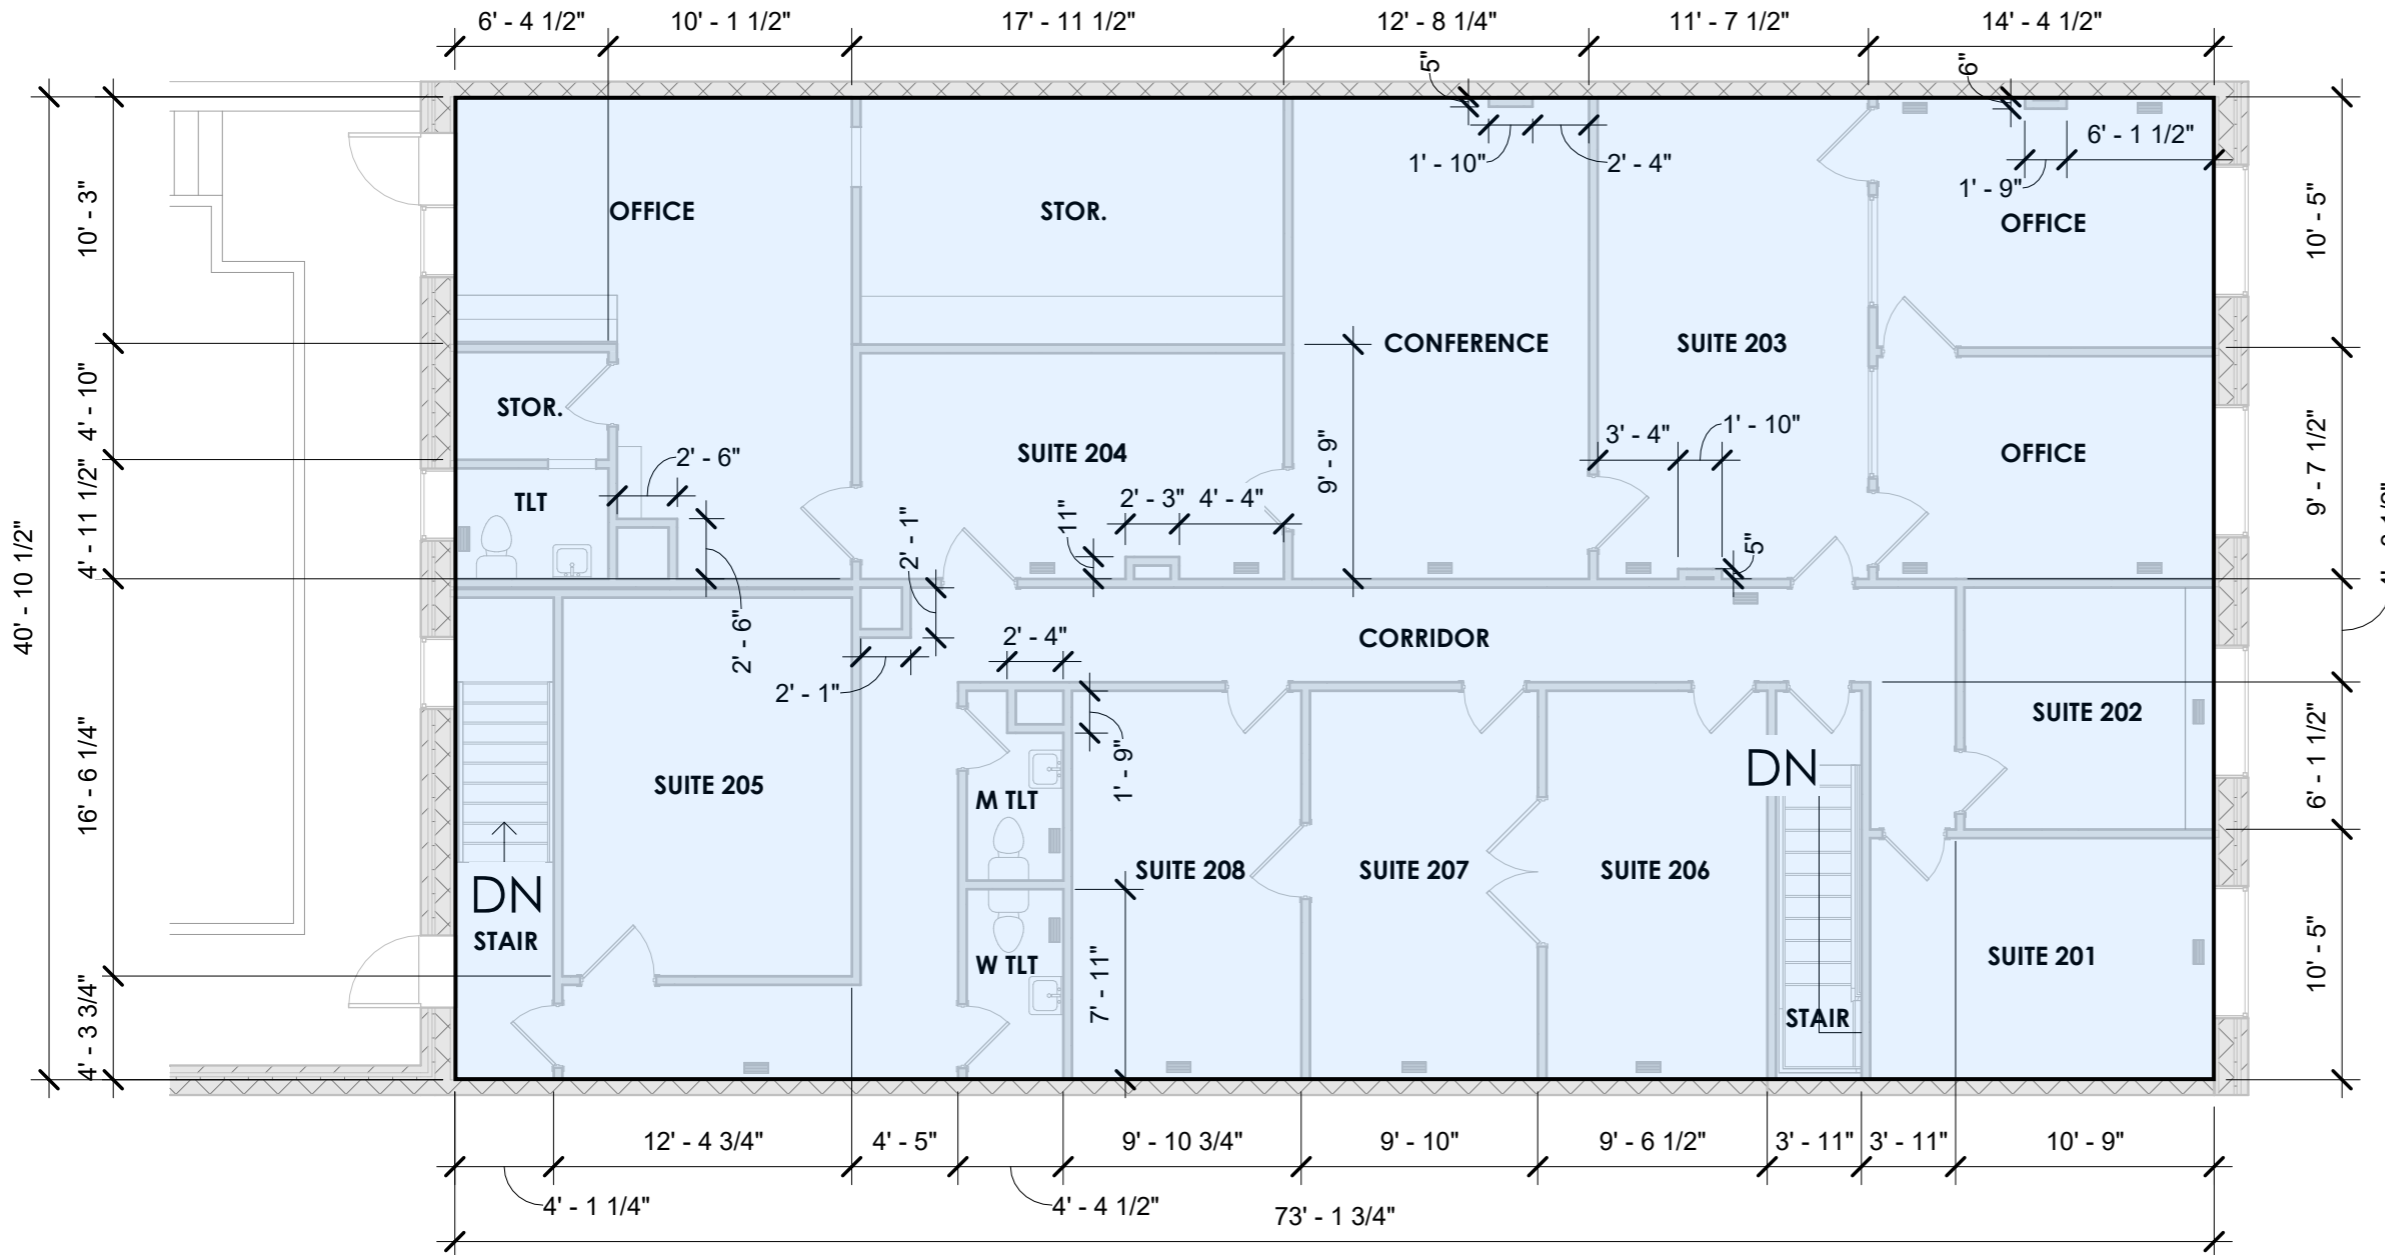 6' - 4 1/2"
10' - 1 1/2"
17' - 11 1/2"
12' - 8 1/4"
11' - 7 1/2"
14' - 4 1/2"
5"
6"
1' - 10"
2' - 4"
6' - 1 1/2"
1' - 9"
10' - 3"
10' - 5"
OFFICE
STOR.
OFFICE
CONFERENCE
SUITE 203
4' - 10"
STOR.
2' - 6"
SUITE 204
9' - 9"
3' - 4"
1' - 10"
OFFICE
9' - 7 1/2"
4' - 11 1/2"
TLT
2' - 3"
4' - 4"
11"
2' - 1"
5"
40' - 10 1/2"
2' - 6"
2' - 1"
2' - 4"
CORRIDOR
1' - 9"
16' - 6 1/4"
SUITE 205
M TLT
DN
SUITE 202
6' - 1 1/2"
SUITE 208
SUITE 207
SUITE 206
DN
STAIR
W TLT
7' - 11"
STAIR
SUITE 201
10' - 5"
4' - 3 3/4"
12' - 4 3/4"
4' - 5"
9' - 10 3/4"
9' - 10"
9' - 6 1/2"
3' - 11"
3' - 11"
10' - 9"
4' - 1 1/4"
4' - 4 1/2"
73' - 1 3/4"